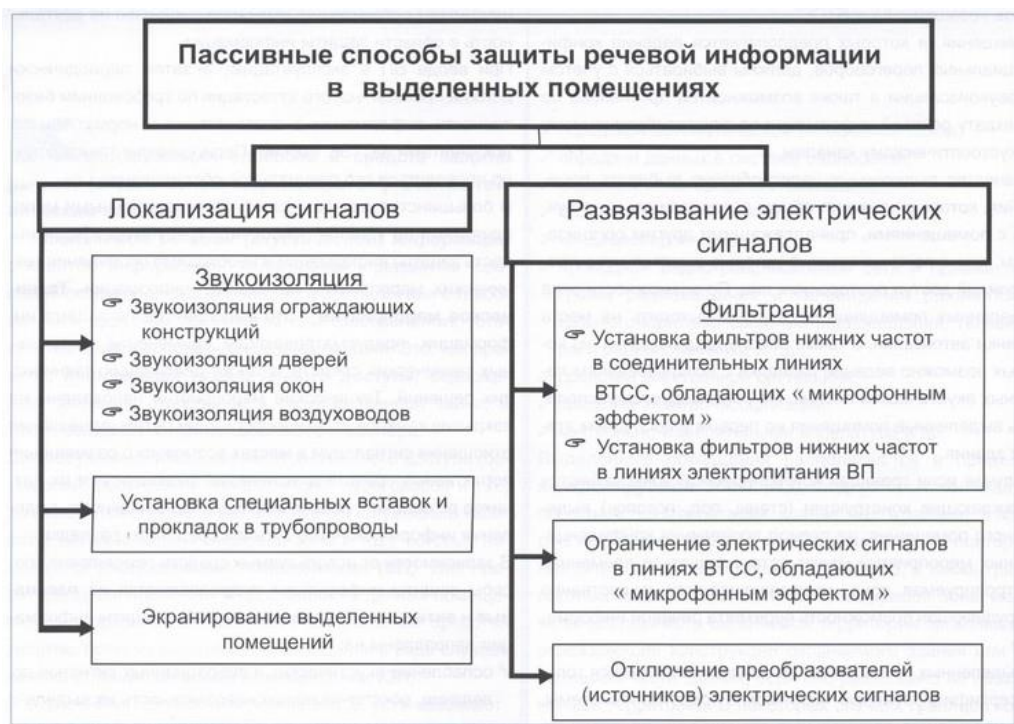 Пассивные способы защиты речевой информации
в выделенных помещениях
Локализация сигналов
Звукоизоляция
☞ Звукоизоляция ограждающих
конструкций
☞ Звукоизоляция дверей
☞ Звукоизоляция окон
☞ Звукоизоляция воздуховодов
Установка специальных вставок и
прокладок в трубопроводы
Экранирование выделенных
помещений
Развязывание электрических
сигналов
Фильтрация
☞ Установка фильтров нижних частот
в соединительных линиях
ВТСС, обладающих « микрофонным
эффектом »
☞ Установка фильтров нижних частот
в линиях электропитания ВП
Ограничение электрических сигналов
в линиях ВТСС, обладающих
« микрофонным эффектом »
Отключение преобразователей
(источников) электрических сигналов